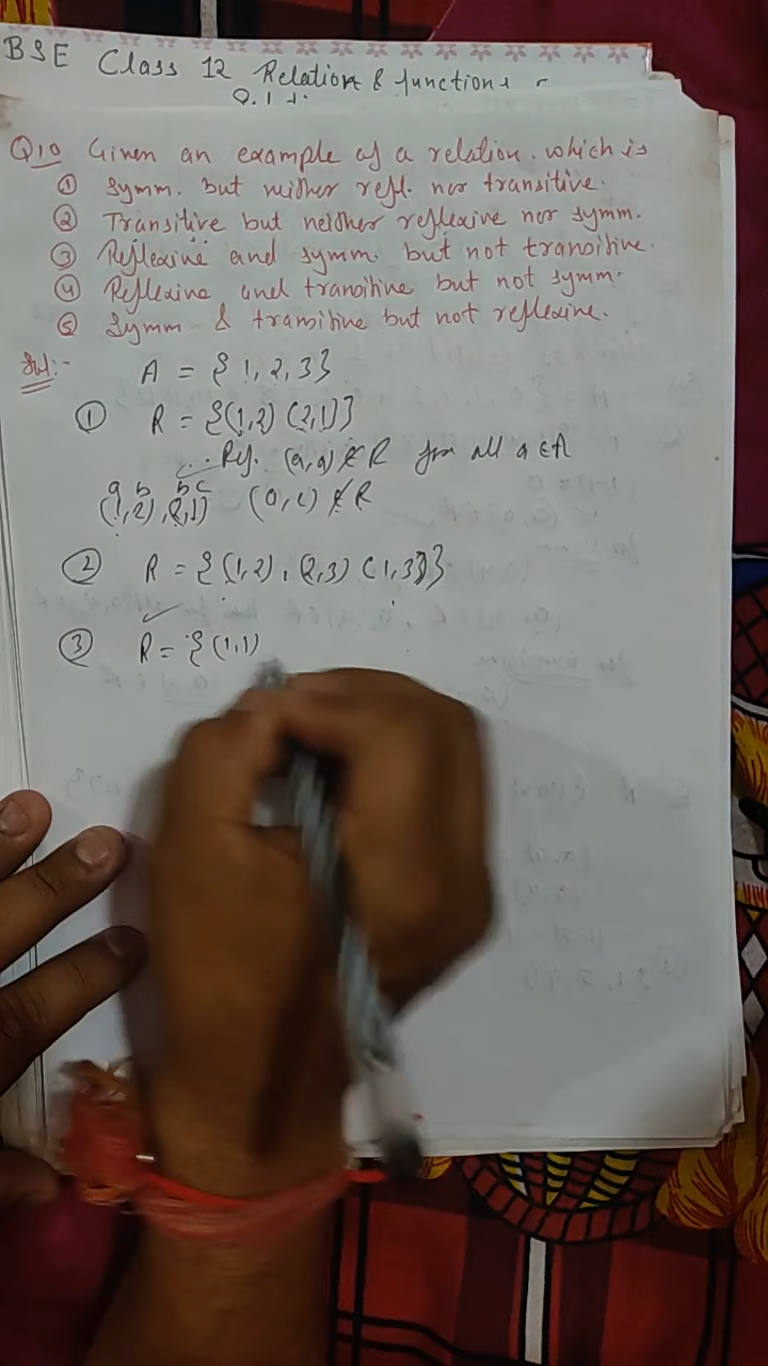 BSE Class 12 Relation & functions
Q.1
Q10 Given an example of a relation. which is
① Symm. but neither refl. nor transitive.
② Transitive but neither reflexive nor symm.
③ Reflexive and symm. but not transitive.
④ Reflexive and transitive but not symm.
⑤ Symm & transitive but not reflexive.
Sol:- A = {1, 2, 3}
① R = {(1,2) (2,1)}
Ref. (a,a) ∉ R for all a ∈ A
a b b c
(1,2), (2,1) (a,c) ∉ R
② R = {(1,2), (2,3) (1,3)}
③ R = {(1,1)